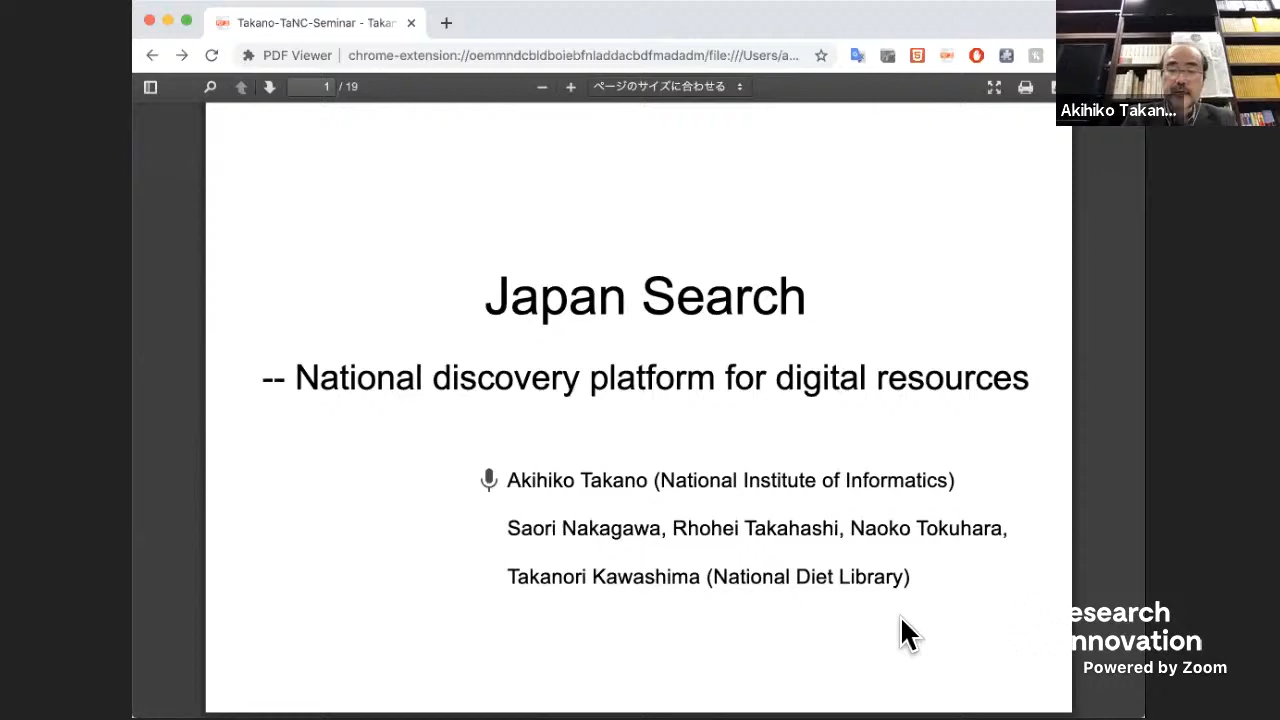 Takano-TaNC-Seminar - Takan
PDF Viewer
chrome-extension://oemmndcbldboiebfnladdacbdfmadadm/file:///Users/a...
1 / 19
ページのサイズに合わせる
Akihiko Takan...
Japan Search
-- National discovery platform for digital resources
Akihiko Takano (National Institute of Informatics)
Saori Nakagawa, Rhohei Takahashi, Naoko Tokuhara,
Takanori Kawashima (National Diet Library)
esearch
nnovation
Powered by Zoom